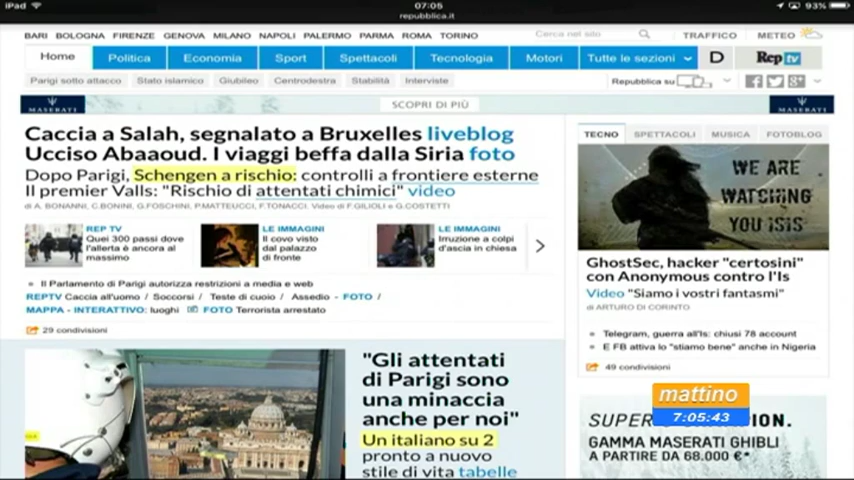 iPad
07:05
93%
repubblica.it
BARI BOLOGNA FIRENZE GENOVA MILANO NAPOLI PALERMO PARMA ROMA TORINO
Cerca nel sito
TRAFFICO
METEO
Home
Politica
Economia
Sport
Spettacoli
Tecnologia
Motori
Tutte le sezioni
D
Rep tv
Parigi sotto attacco
Stato islamico
Giubileo
Centrodestra
Stabilità
Interviste
Repubblica su
MASERATI
SCOPRI DI PIÙ
MASERATI
Caccia a Salah, segnalato a Bruxelles liveblog
Ucciso Abaaoud. I viaggi beffa dalla Siria foto
Dopo Parigi, Schengen a rischio: controlli a frontiere esterne
Il premier Valls: "Rischio di attentati chimici" video
di A. BONANNI, C.BONINI, G.FOSCHINI, P.MATTEUCCI, F.TONACCI. Video di F.GILIOLI e G.COSTETTI
REP TV
Quei 300 passi dove
l'allerta è ancora al
massimo
LE IMMAGINI
Il covo visto
dal palazzo
di fronte
LE IMMAGINI
Irruzione a colpi
d'ascia in chiesa
Il Parlamento di Parigi autorizza restrizioni a media e web
REPTV Caccia all'uomo / Soccorsi / Teste di cuoio / Assedio - FOTO /
MAPPA - INTERATTIVO: luoghi FOTO Terrorista arrestato
29 condivisioni
"Gli attentati
di Parigi sono
una minaccia
anche per noi"
Un italiano su 2
pronto a nuovo
stile di vita tabelle
TECNO
SPETTACOLI
MUSICA
FOTOBLOG
WE ARE
WATCHING
YOU ISIS
GhostSec, hacker "certosini"
con Anonymous contro l'Is
Video "Siamo i vostri fantasmi"
di ARTURO DI CORINTO
Telegram, guerra all'Is: chiusi 78 account
E FB attiva lo "stiamo bene" anche in Nigeria
49 condivisioni
mattino
7:05:43
GAMMA MASERATI GHIBLI
A PARTIRE DA 68.000 €*